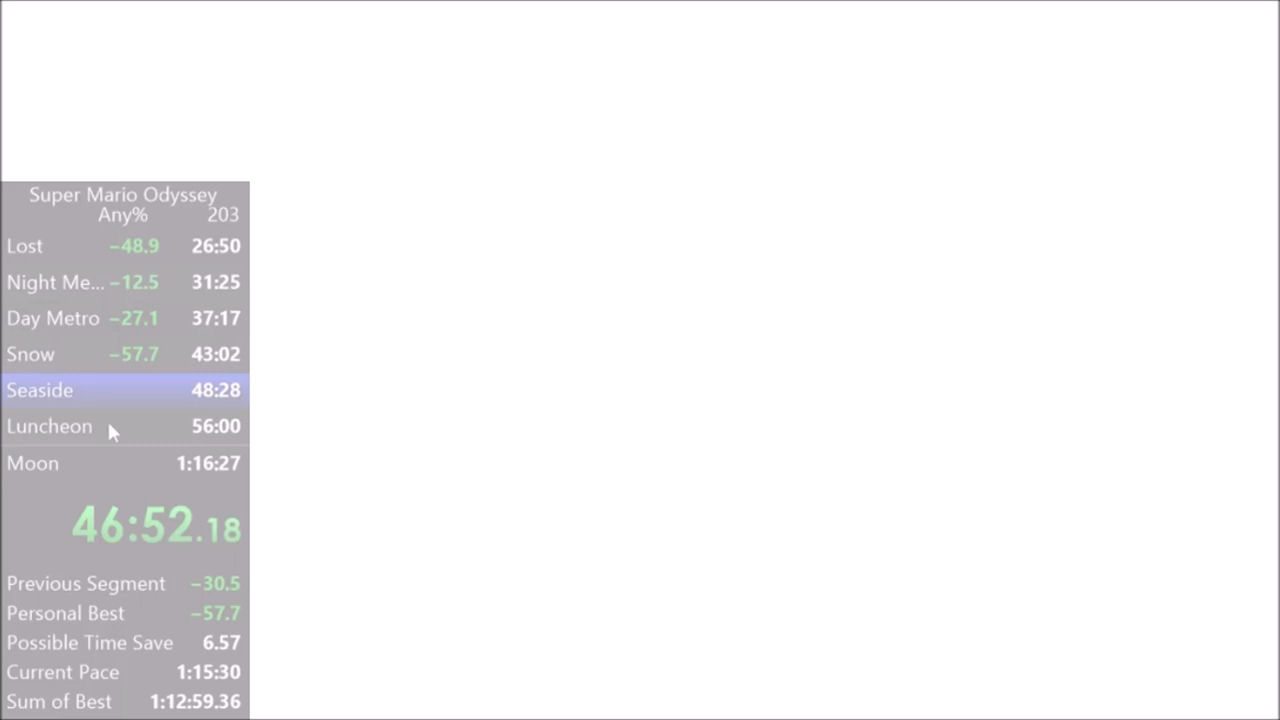 Super Mario Odyssey
Any% 203
Lost −48.9 26:50
Night Me... −12.5 31:25
Day Metro −27.1 37:17
Snow −57.7 43:02
Seaside 48:28
Luncheon 56:00
Moon 1:16:27
46:52.18
Previous Segment −30.5
Personal Best −57.7
Possible Time Save 6.57
Current Pace 1:15:30
Sum of Best 1:12:59.36